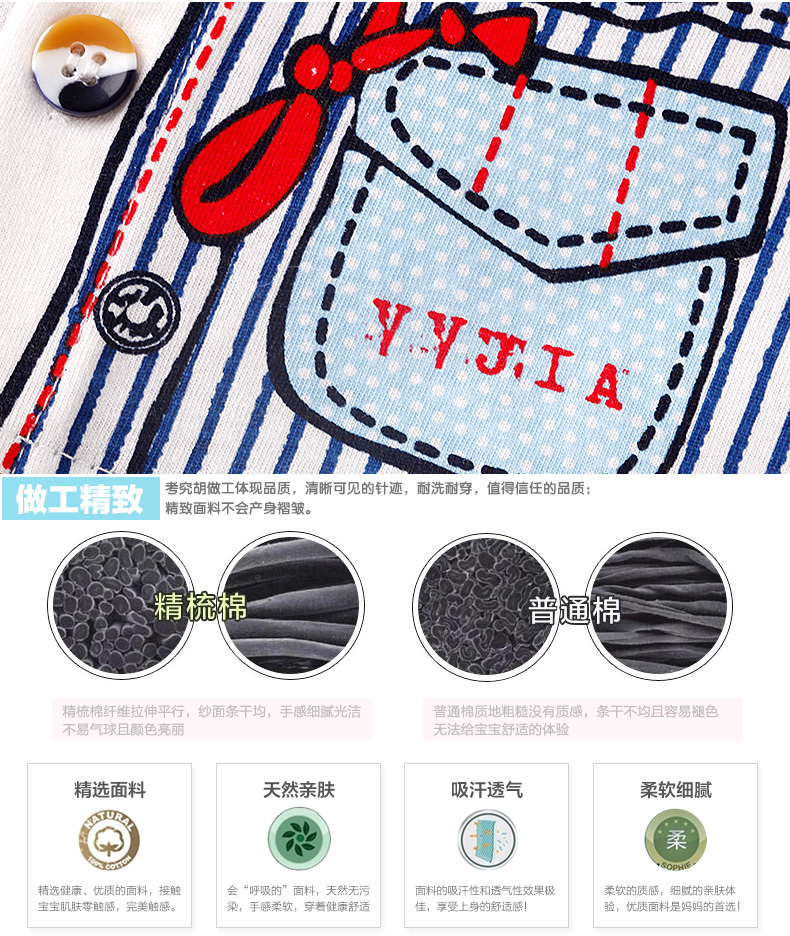 VVJIA
做工精致
考究胡做工体现品质，清晰可见的针迹，耐洗耐穿，值得信任的品质；
精致面料不会产身褶皱。
精梳棉
普通棉
精梳棉纤维拉伸平行，纱面条干均，手感细腻光洁
不易气球且颜色亮丽
普通棉质地粗糙没有质感，条干不均且容易褪色
无法给宝宝舒适的体验
精选面料
NATURAL
100% COTTON
精选健康、优质的面料，接触
宝宝肌肤零触感，完美触感。
天然亲肤
会“呼吸的”面料，天然无污
染，手感柔软，穿着健康舒适
吸汗透气
面料的吸汗性和透气性效果极
佳，享受上身的舒适感！
柔软细腻
柔
SOPHIE
柔软的质感，细腻的亲肤体
验，优质面料是妈妈的首选！